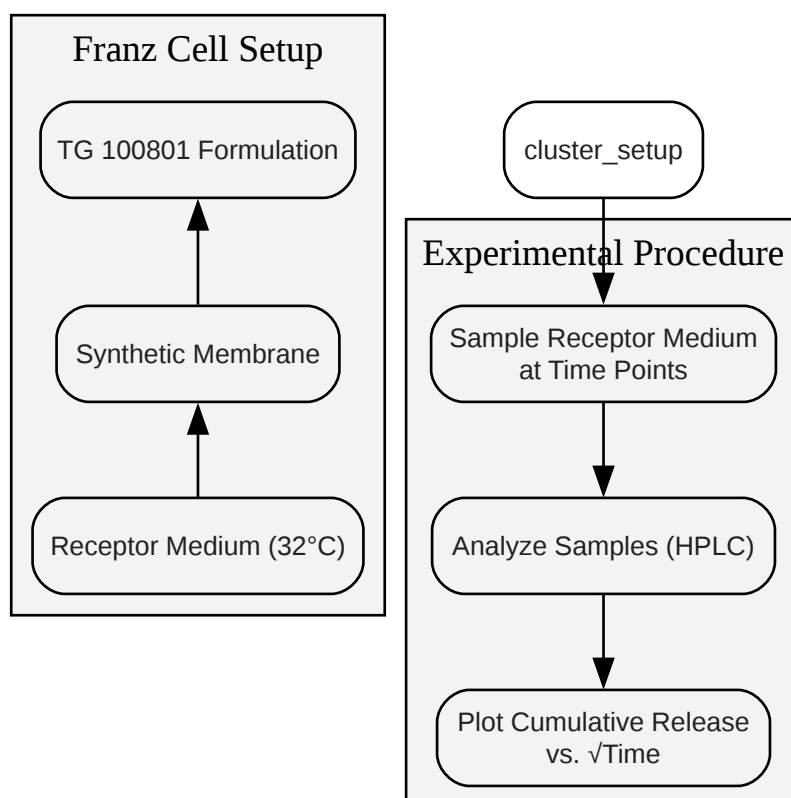 Franz Cell Setup
TG 100801 Formulation
Synthetic Membrane
Receptor Medium (32°C)
cluster_setup
Experimental Procedure
Sample Receptor Medium
at Time Points
Analyze Samples (HPLC)
Plot Cumulative Release
vs. √Time